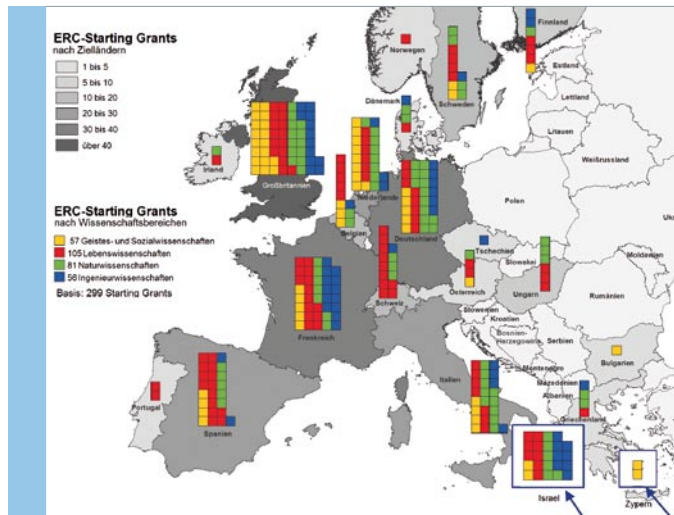 ERC-Starting Grants
nach Zielländern
1 bis 5
5 bis 10
10 bis 20
20 bis 30
30 bis 40
über 40
ERC-Starting Grants
nach Wissenschaftsbereichen
57 Geistes- und Sozialwissenschaften
105 Lebenswissenschaften
81 Naturwissenschaften
56 Ingenieurwissenschaften
Basis: 299 Starting Grants
Norwegen
Schweden
Finnland
Estland
Lettland
Litauen
Weißrussland
Dänemark
Irland
Großbritannien
Niederlande
Belgien
Deutschland
Polen
Tschechien
Slowakei
Ukr
Moldawien
Österreich
Ungarn
Rumänien
Schweiz
Frankreich
Slowenien
Kroatien
Bosnien-
Herzegowina
Serbien
Montenegro
Bulgarien
Mazedonien
Albanien
Griechenland
Italien
Portugal
Spanien
Israel
Zypern